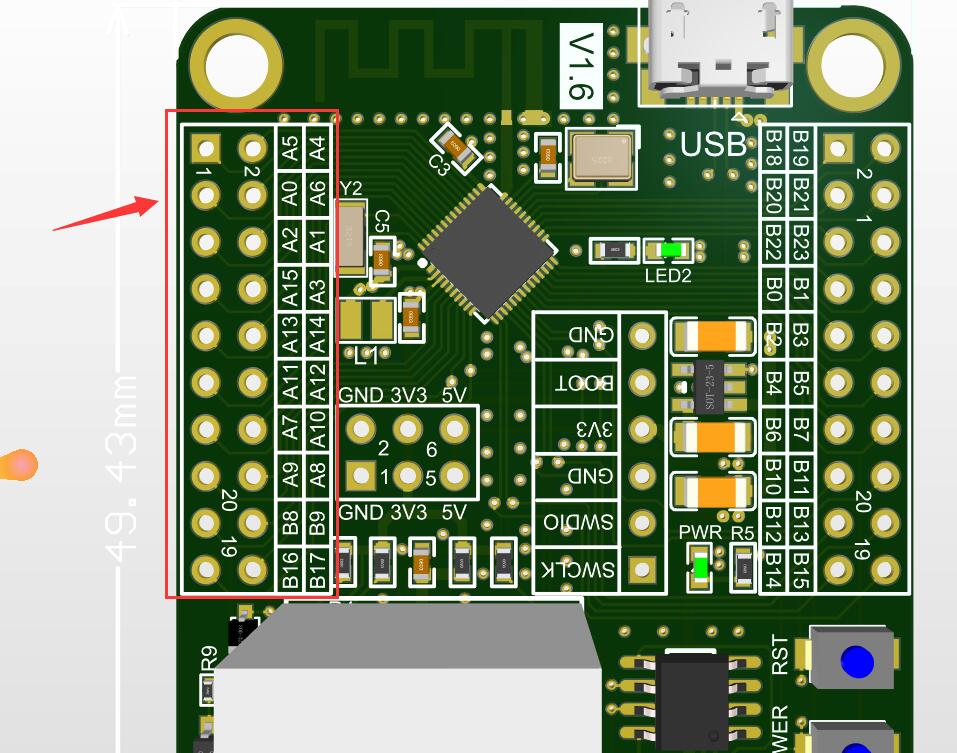 V1.6
USB
49.43mm
1
2
A5 A4
A0 A6
A2 A1
A15 A3
A13 A14
A11 A12
A7 A10
A9 A8
B8 B9
B16 B17
20
19
Y2
C5
C3
L1
LED2
GND 3V3 5V
2
6
1
5
GND 3V3 5V
GND
BOOT
3V3
GND
SWDIO
SWCLK
PWR R5
SOT-23-5
B18 B19
B20 B21
B22 B23
B0 B1
B2 B3
B4 B5
B6 B7
B10 B11
B12 B13
B14 B15
2
1
20
19
R9
RST